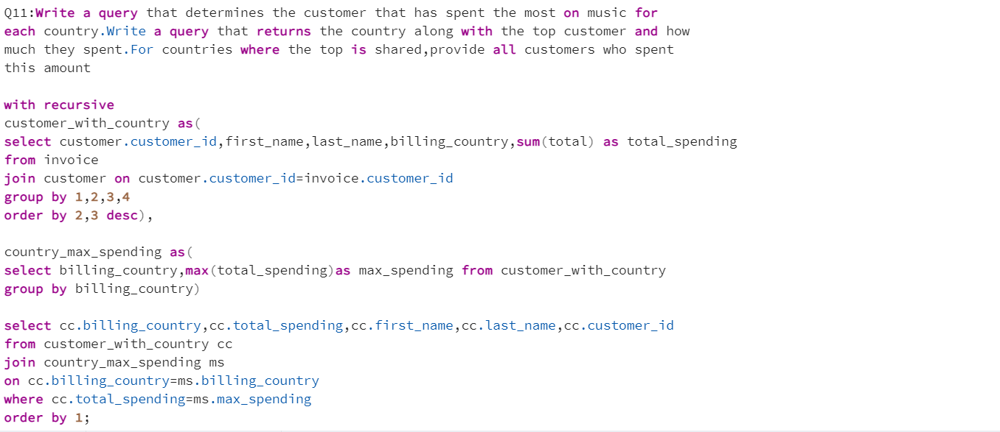 Q11:Write a query that determines the customer that has spent the most on music for
each country.Write a query that returns the country along with the top customer and how
much they spent.For countries where the top is shared,provide all customers who spent
this amount
with recursive
customer_with_country as(
select customer.customer_id,first_name,last_name,billing_country,sum(total) as total_spending
from invoice
join customer on customer.customer_id=invoice.customer_id
group by 1,2,3,4
order by 2,3 desc),
country_max_spending as(
select billing_country,max(total_spending)as max_spending from customer_with_country
group by billing_country)
select cc.billing_country,cc.total_spending,cc.first_name,cc.last_name,cc.customer_id
from customer_with_country cc
join country_max_spending ms
on cc.billing_country=ms.billing_country
where cc.total_spending=ms.max_spending
order by 1;